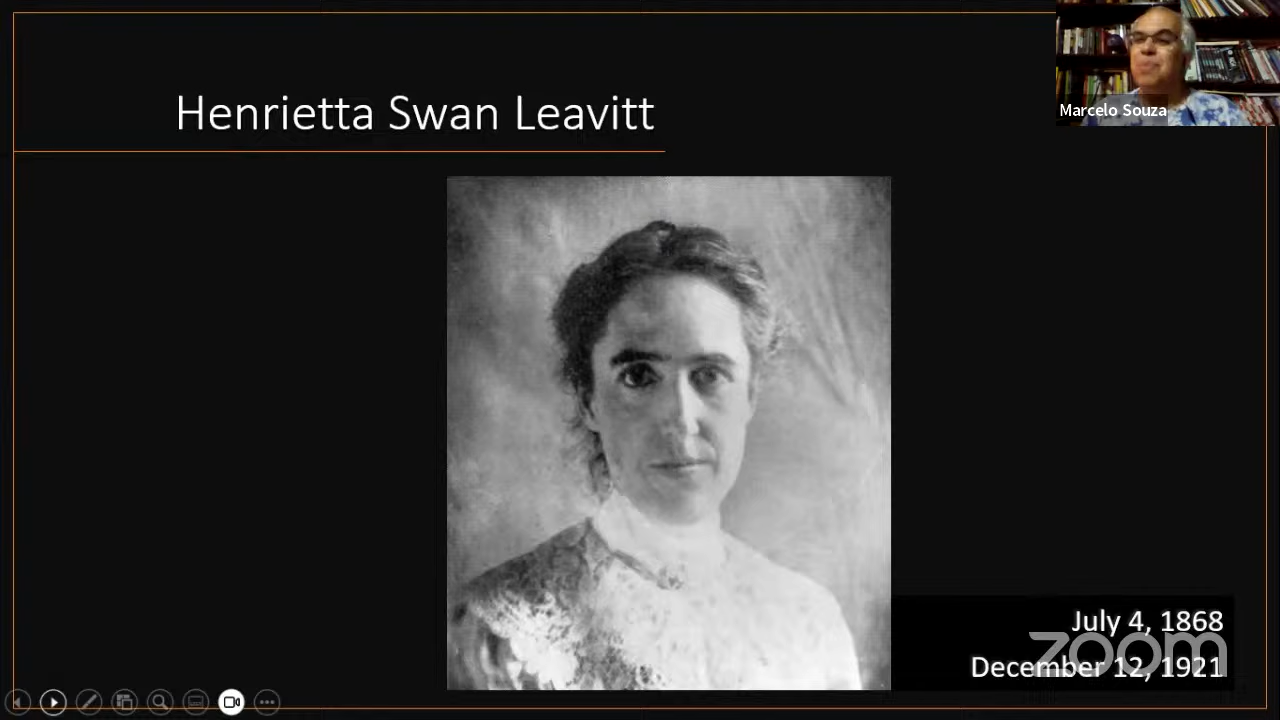 Henrietta Swan Leavitt
Marcelo Souza
July 4, 1868
zoom
December 12, 1921